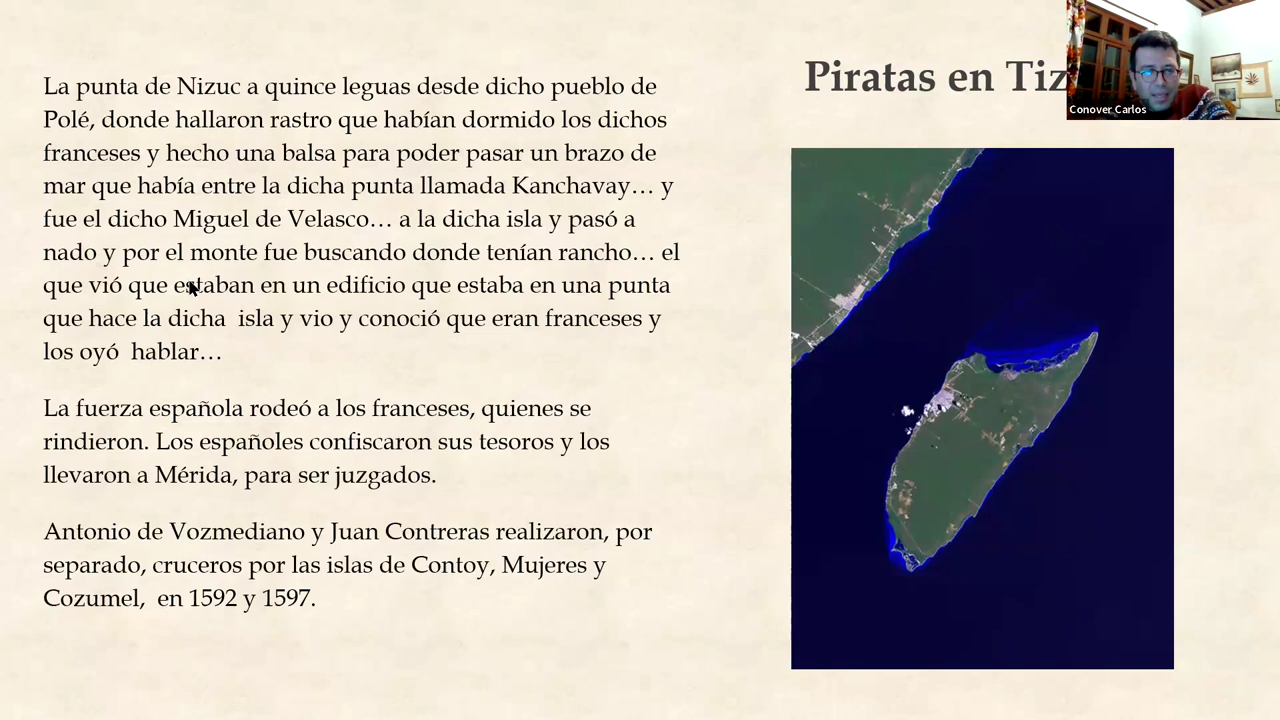 Piratas en Tiz
Conover Carlos
La punta de Nizuc a quince leguas desde dicho pueblo de
Polé, donde hallaron rastro que habían dormido los dichos
franceses y hecho una balsa para poder pasar un brazo de
mar que había entre la dicha punta llamada Kanchavay… y
fue el dicho Miguel de Velasco… a la dicha isla y pasó a
nado y por el monte fue buscando donde tenían rancho… el
que vió que estaban en un edificio que estaba en una punta
que hace la dicha  isla y vio y conoció que eran franceses y
los oyó  hablar…
La fuerza española rodeó a los franceses, quienes se
rindieron. Los españoles confiscaron sus tesoros y los
llevaron a Mérida, para ser juzgados.
Antonio de Vozmediano y Juan Contreras realizaron, por
separado, cruceros por las islas de Contoy, Mujeres y
Cozumel,  en 1592 y 1597.